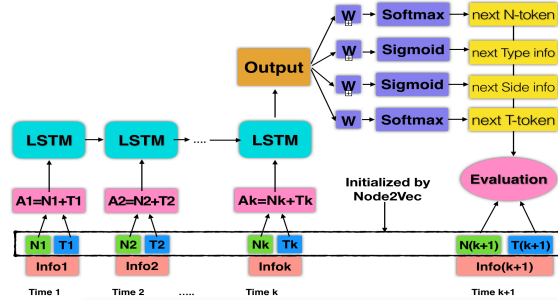 W Softmax next N-token
W Sigmoid next Type info
Output
W Sigmoid next Side info
W Softmax next T-token
LSTM LSTM .... LSTM
Evaluation
A1=N1+T1 A2=N2+T2 Ak=Nk+Tk
Initialized by
Node2Vec
N1 T1 N2 T2 Nk Tk N(k+1) T(k+1)
Info1 Info2 Infok Info(k+1)
Time 1 Time 2 ..... Time k Time k+1